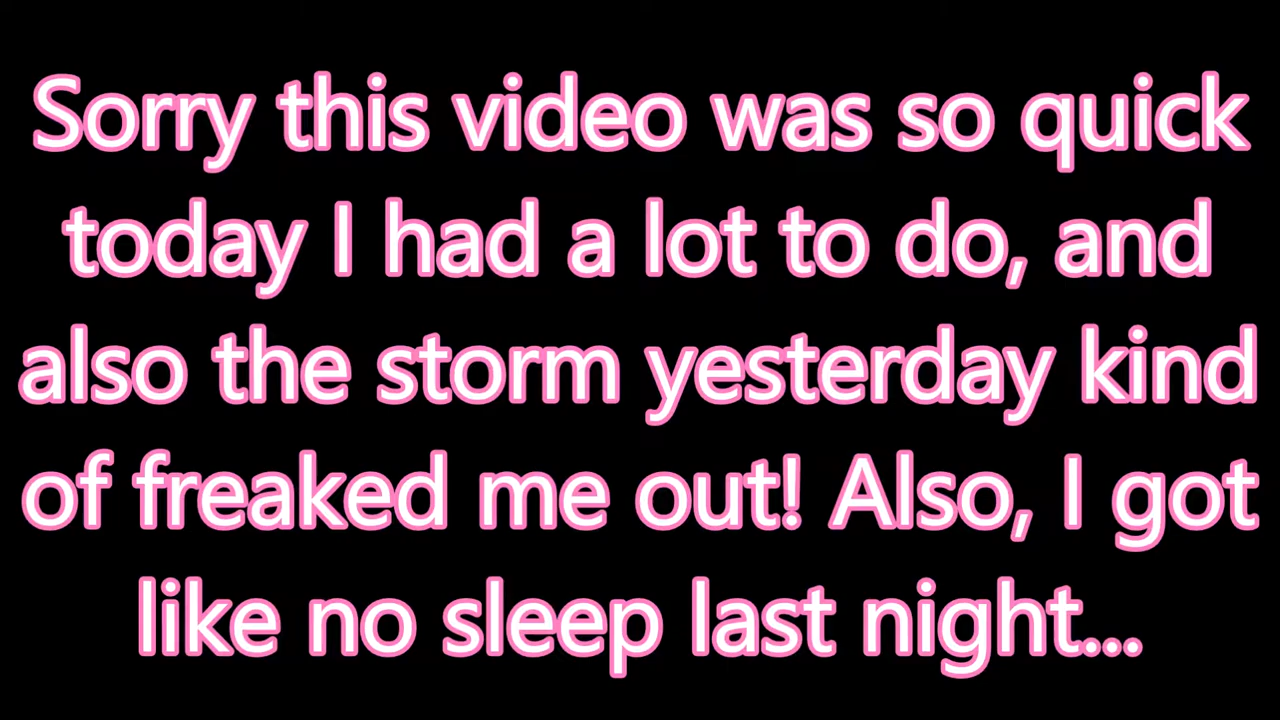 Sorry this video was so quick
today I had a lot to do, and
also the storm yesterday kind
of freaked me out! Also, I got
like no sleep last night...